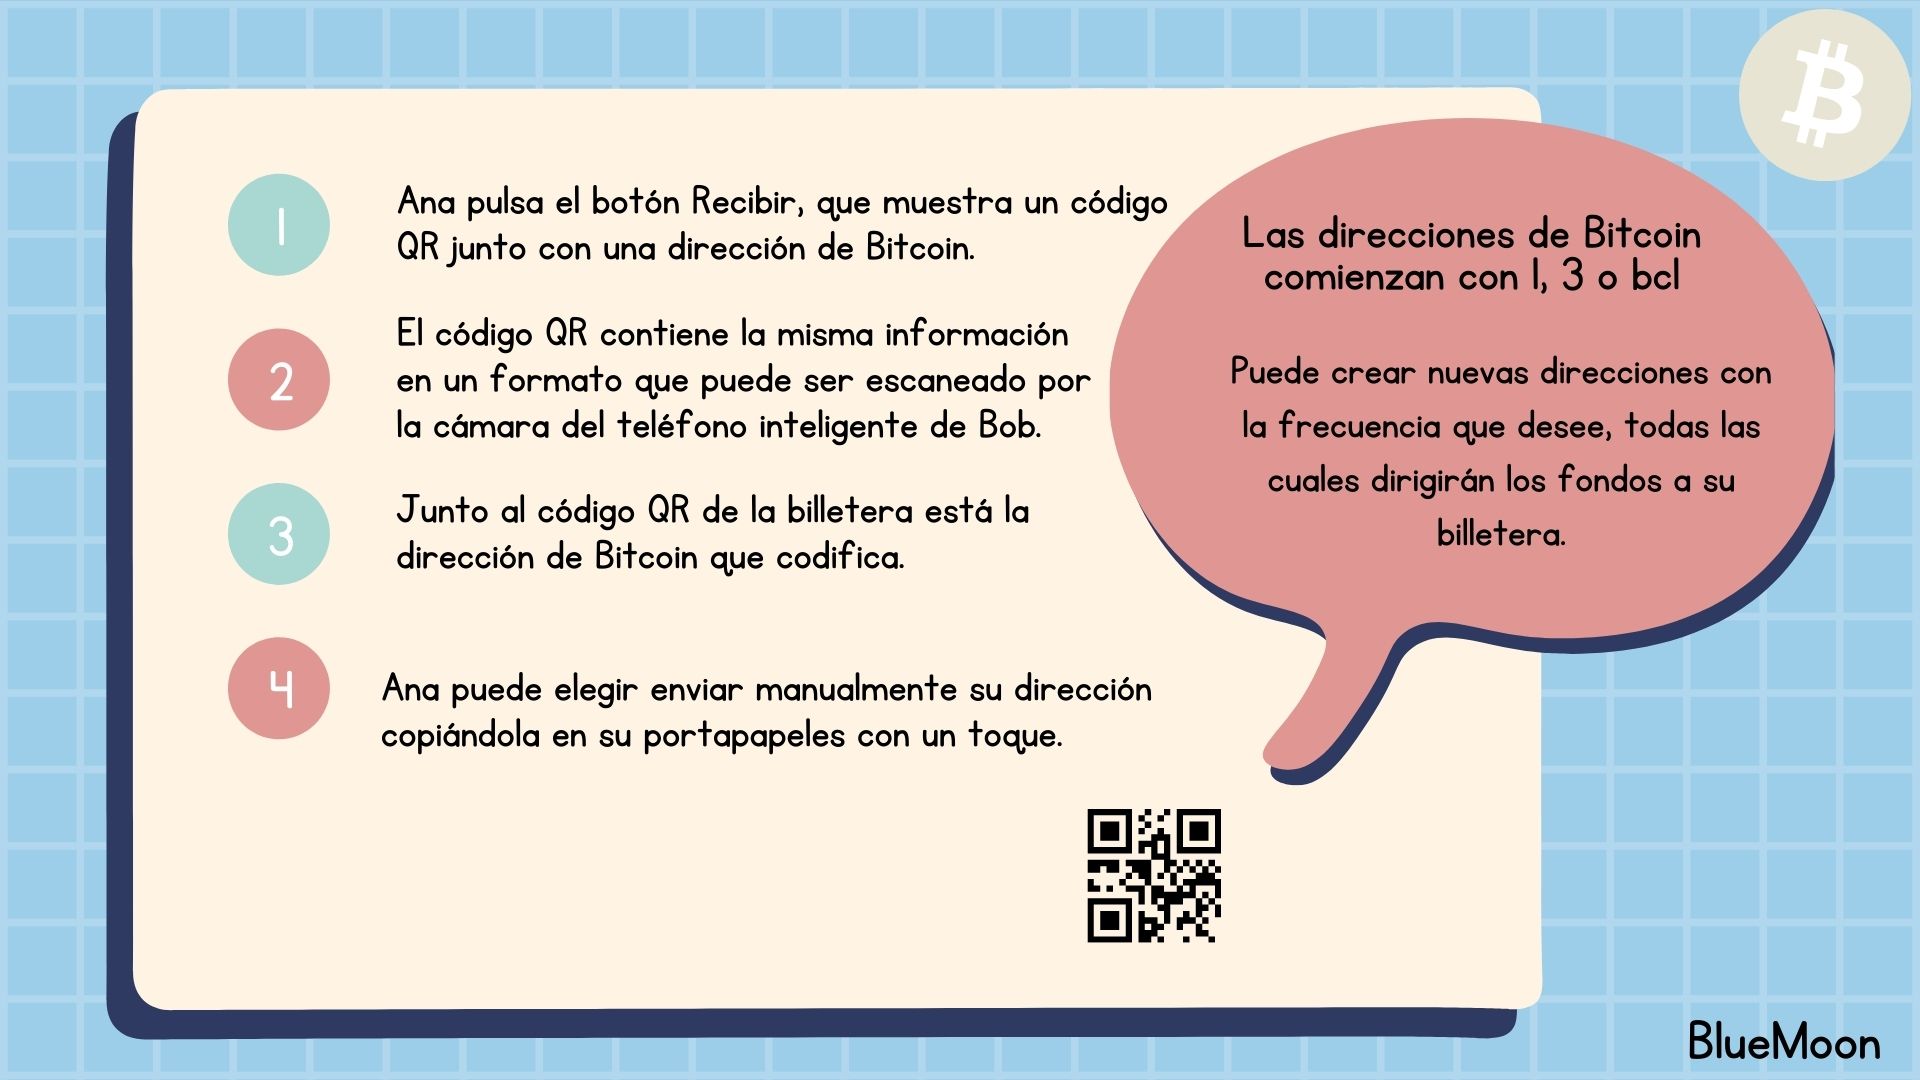 1
Ana pulsa el botón Recibir, que muestra un código
QR junto con una dirección de Bitcoin.
2
El código QR contiene la misma información
en un formato que puede ser escaneado por
la cámara del teléfono inteligente de Bob.
3
Junto al código QR de la billetera está la
dirección de Bitcoin que codifica.
4
Ana puede elegir enviar manualmente su dirección
copiándola en su portapapeles con un toque.
Las direcciones de Bitcoin
comienzan con 1, 3 o bc1
Puede crear nuevas direcciones con
la frecuencia que desee, todas las
cuales dirigirán los fondos a su
billetera.
BlueMoon